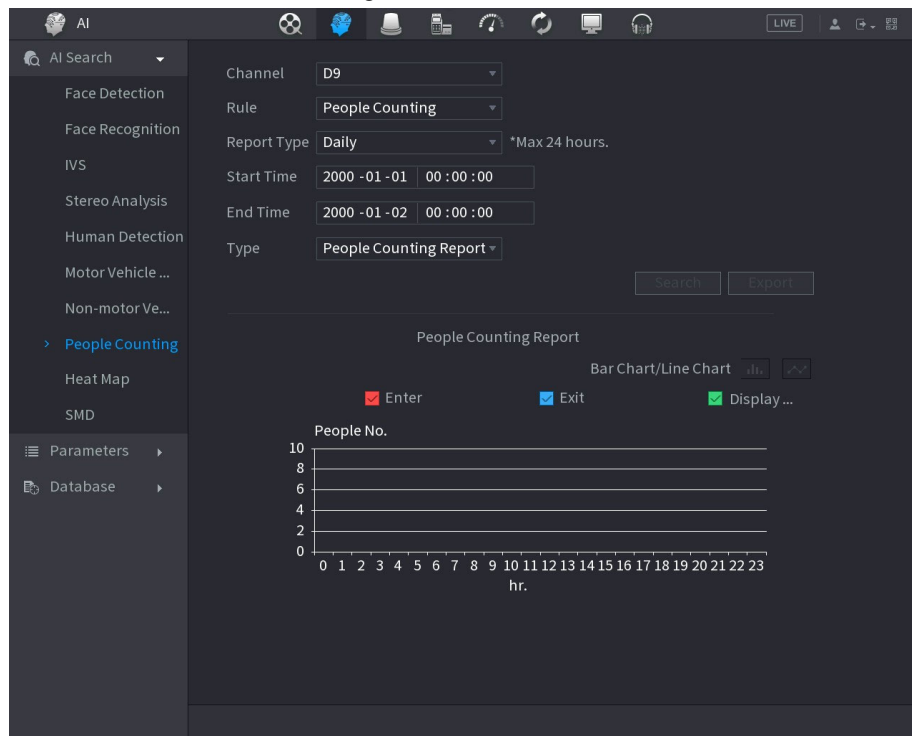 AI
LIVE
AI Search
Face Detection
Face Recognition
IVS
Stereo Analysis
Human Detection
Motor Vehicle ...
Non-motor Ve...
People Counting
Heat Map
SMD
Parameters
Database
Channel D9
Rule People Counting
Report Type Daily *Max 24 hours.
Start Time 2000 -01 -01 00 :00 :00
End Time 2000 -01 -02 00 :00 :00
Type People Counting Report
Search Export
People Counting Report
Bar Chart/Line Chart
Enter Exit Display ...
People No.
10
8
6
4
2
0
0 1 2 3 4 5 6 7 8 9 10 11 12 13 14 15 16 17 18 19 20 21 22 23
hr.